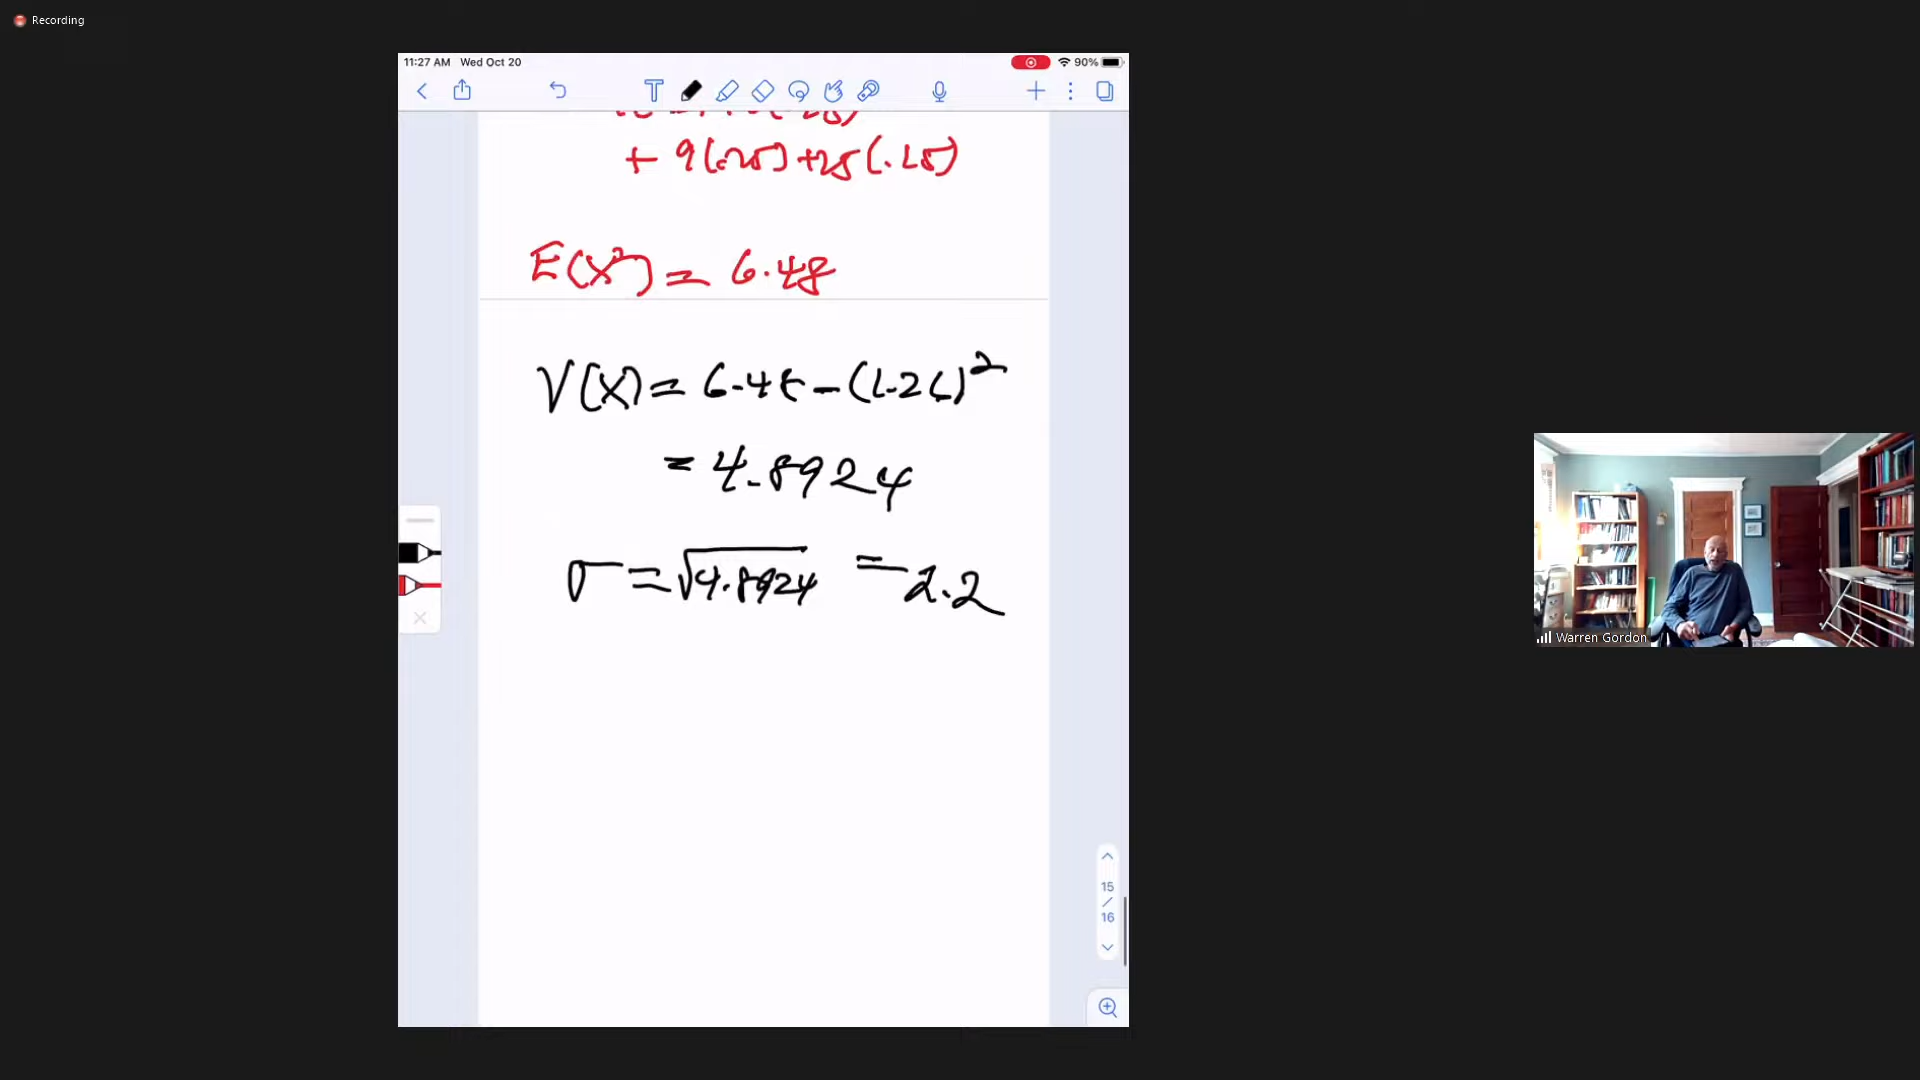 Recording
11:27 AM Wed Oct 20
90%
+ 9(.25)+25(.15)
E(X²) = 6.48
V(X) = 6.48 - (1.26)²
= 4.8924
σ = √4.8924 = 2.2
15
/
16
Warren Gordon